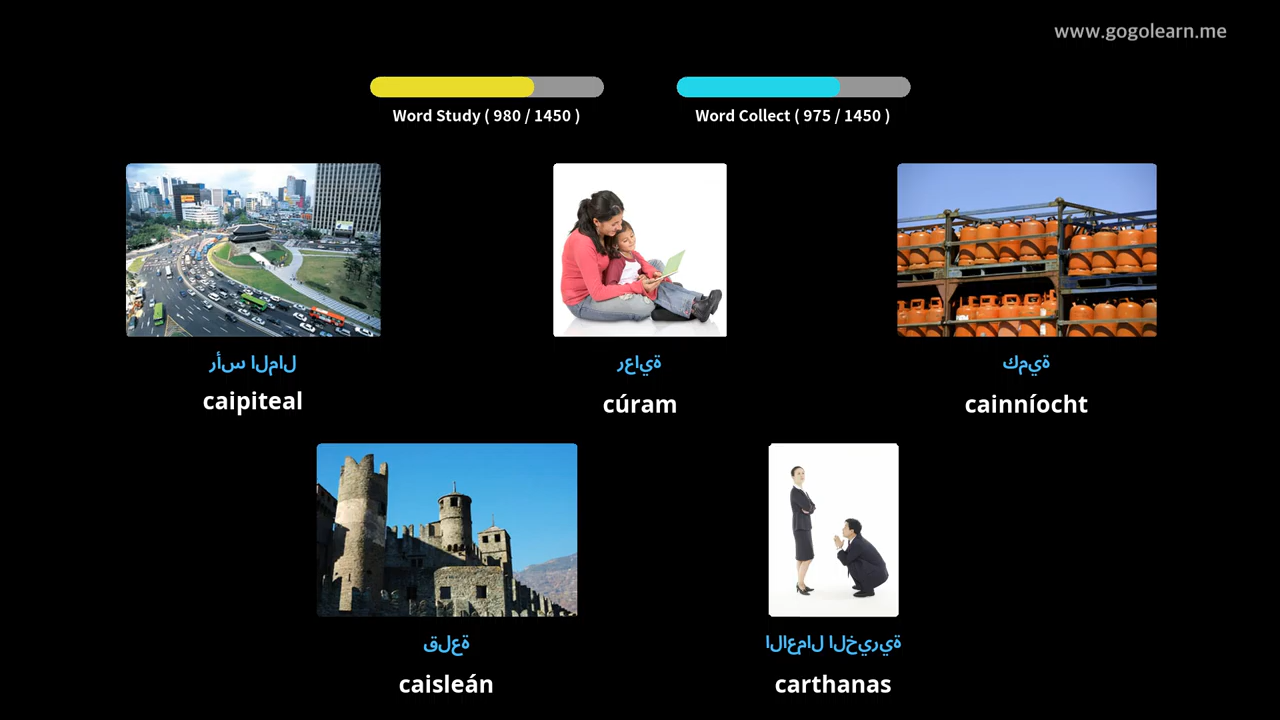 www.gogolearn.me
Word Study ( 980 / 1450 )
Word Collect ( 975 / 1450 )
رأس المال
caipiteal
رعاية
cúram
كمية
cainníocht
قلعة
caisleán
الاعمال الخيرية
carthanas